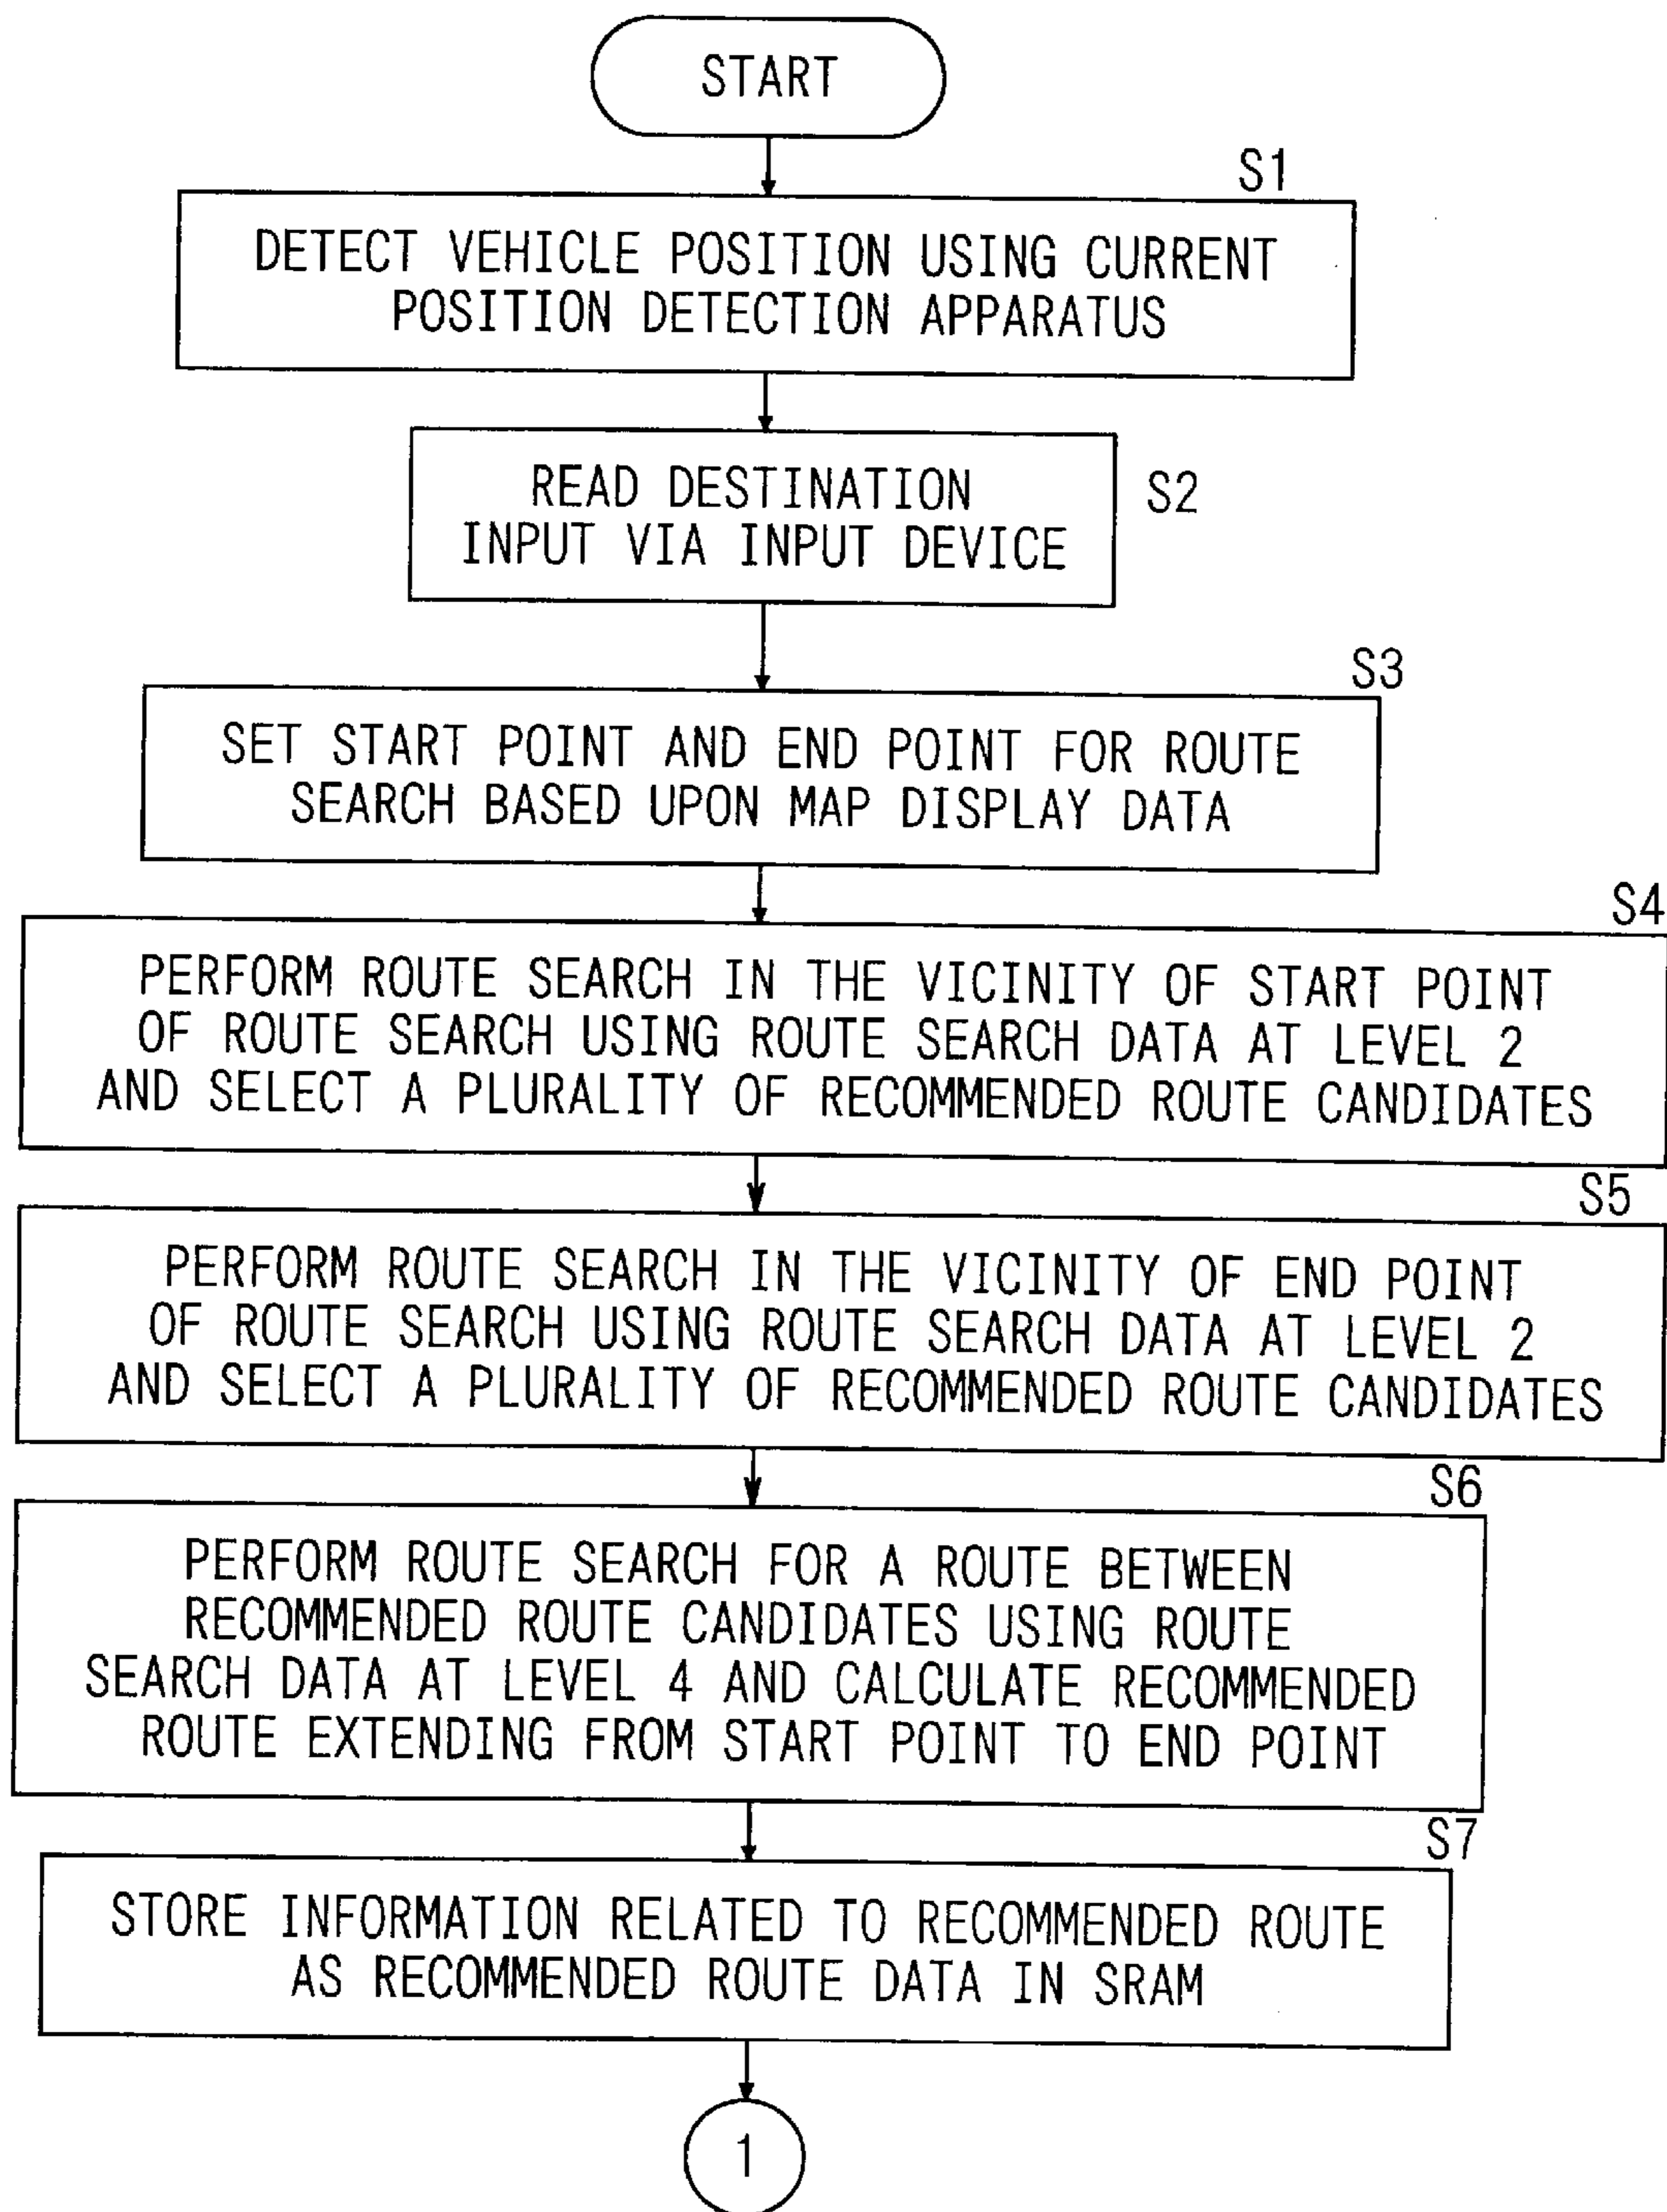 START
S1
DETECT VEHICLE POSITION USING CURRENT
POSITION DETECTION APPARATUS
READ DESTINATION
INPUT VIA INPUT DEVICE
S2
S3
SET START POINT AND END POINT FOR ROUTE
SEARCH BASED UPON MAP DISPLAY DATA
S4
PERFORM ROUTE SEARCH IN THE VICINITY OF START POINT
OF ROUTE SEARCH USING ROUTE SEARCH DATA AT LEVEL 2
AND SELECT A PLURALITY OF RECOMMENDED ROUTE CANDIDATES
S5
PERFORM ROUTE SEARCH IN THE VICINITY OF END POINT
OF ROUTE SEARCH USING ROUTE SEARCH DATA AT LEVEL 2
AND SELECT A PLURALITY OF RECOMMENDED ROUTE CANDIDATES
S6
PERFORM ROUTE SEARCH FOR A ROUTE BETWEEN
RECOMMENDED ROUTE CANDIDATES USING ROUTE
SEARCH DATA AT LEVEL 4 AND CALCULATE RECOMMENDED
ROUTE EXTENDING FROM START POINT TO END POINT
S7
STORE INFORMATION RELATED TO RECOMMENDED ROUTE
AS RECOMMENDED ROUTE DATA IN SRAM
1